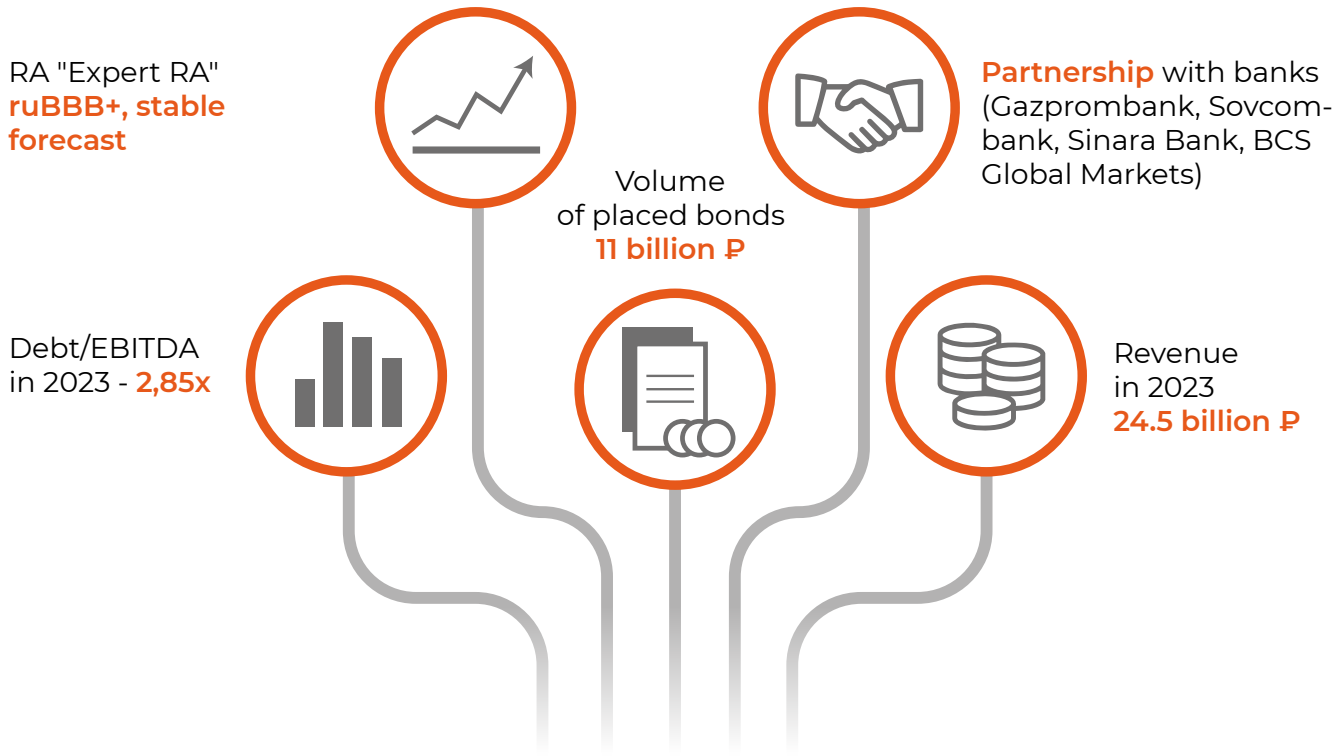 RA "Expert RA"
ruBBB+, stable
forecast
Partnership with banks
(Gazprombank, Sovcom-
bank, Sinara Bank, BCS
Global Markets)
Volume
of placed bonds
11 billion ₽
Debt/EBITDA
in 2023 - 2,85x
Revenue
in 2023
24.5 billion ₽